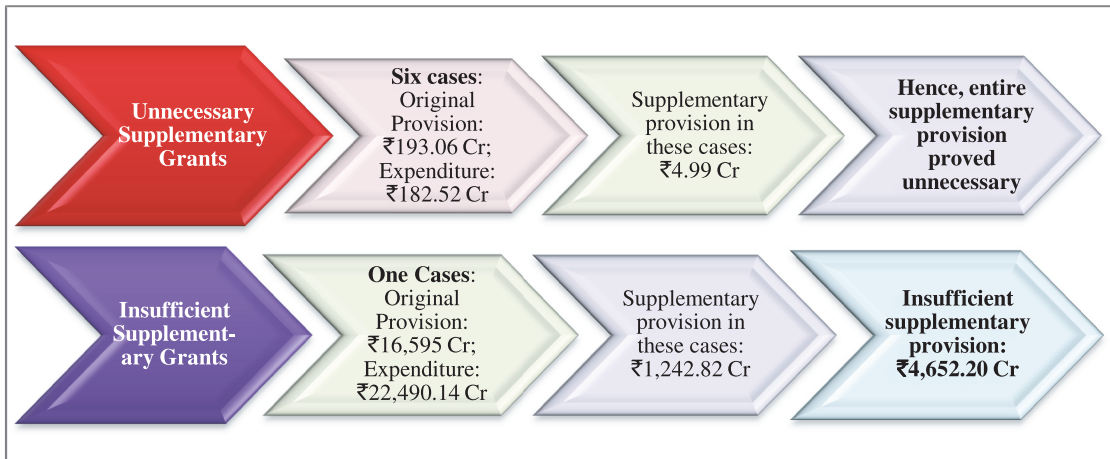 Unnecessary
Supplementary
Grants
Six cases:
Original
Provision:
₹193.06 Cr;
Expenditure:
₹182.52 Cr
Supplementary
provision in
these cases:
₹4.99 Cr
Hence, entire
supplementary
provision
proved
unnecessary
Insufficient
Supplement-
ary Grants
One Cases:
Original
Provision:
₹16,595 Cr;
Expenditure:
₹22,490.14 Cr
Supplementary
provision in
these cases:
₹1,242.82 Cr
Insufficient
supplementary
provision:
₹4,652.20 Cr